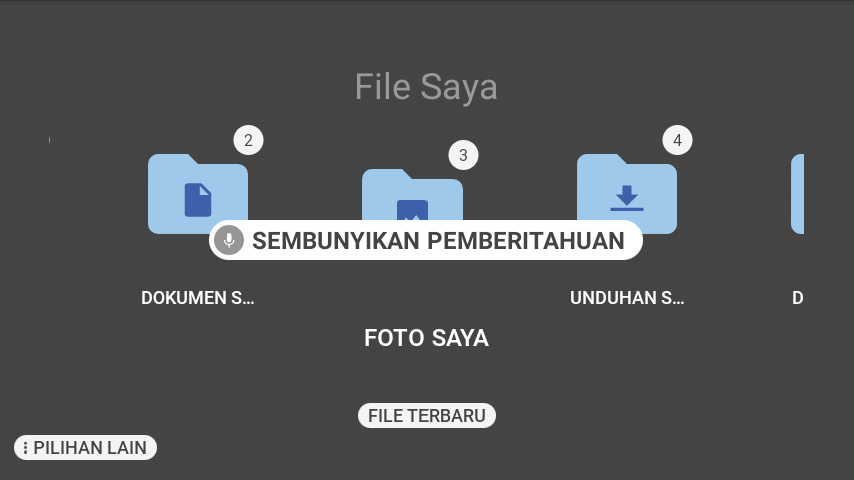 File Saya
2
3
4
SEMBUNYIKAN PEMBERITAHUAN
DOKUMEN S...
UNDUHAN S...
D
FOTO SAYA
FILE TERBARU
PILIHAN LAIN